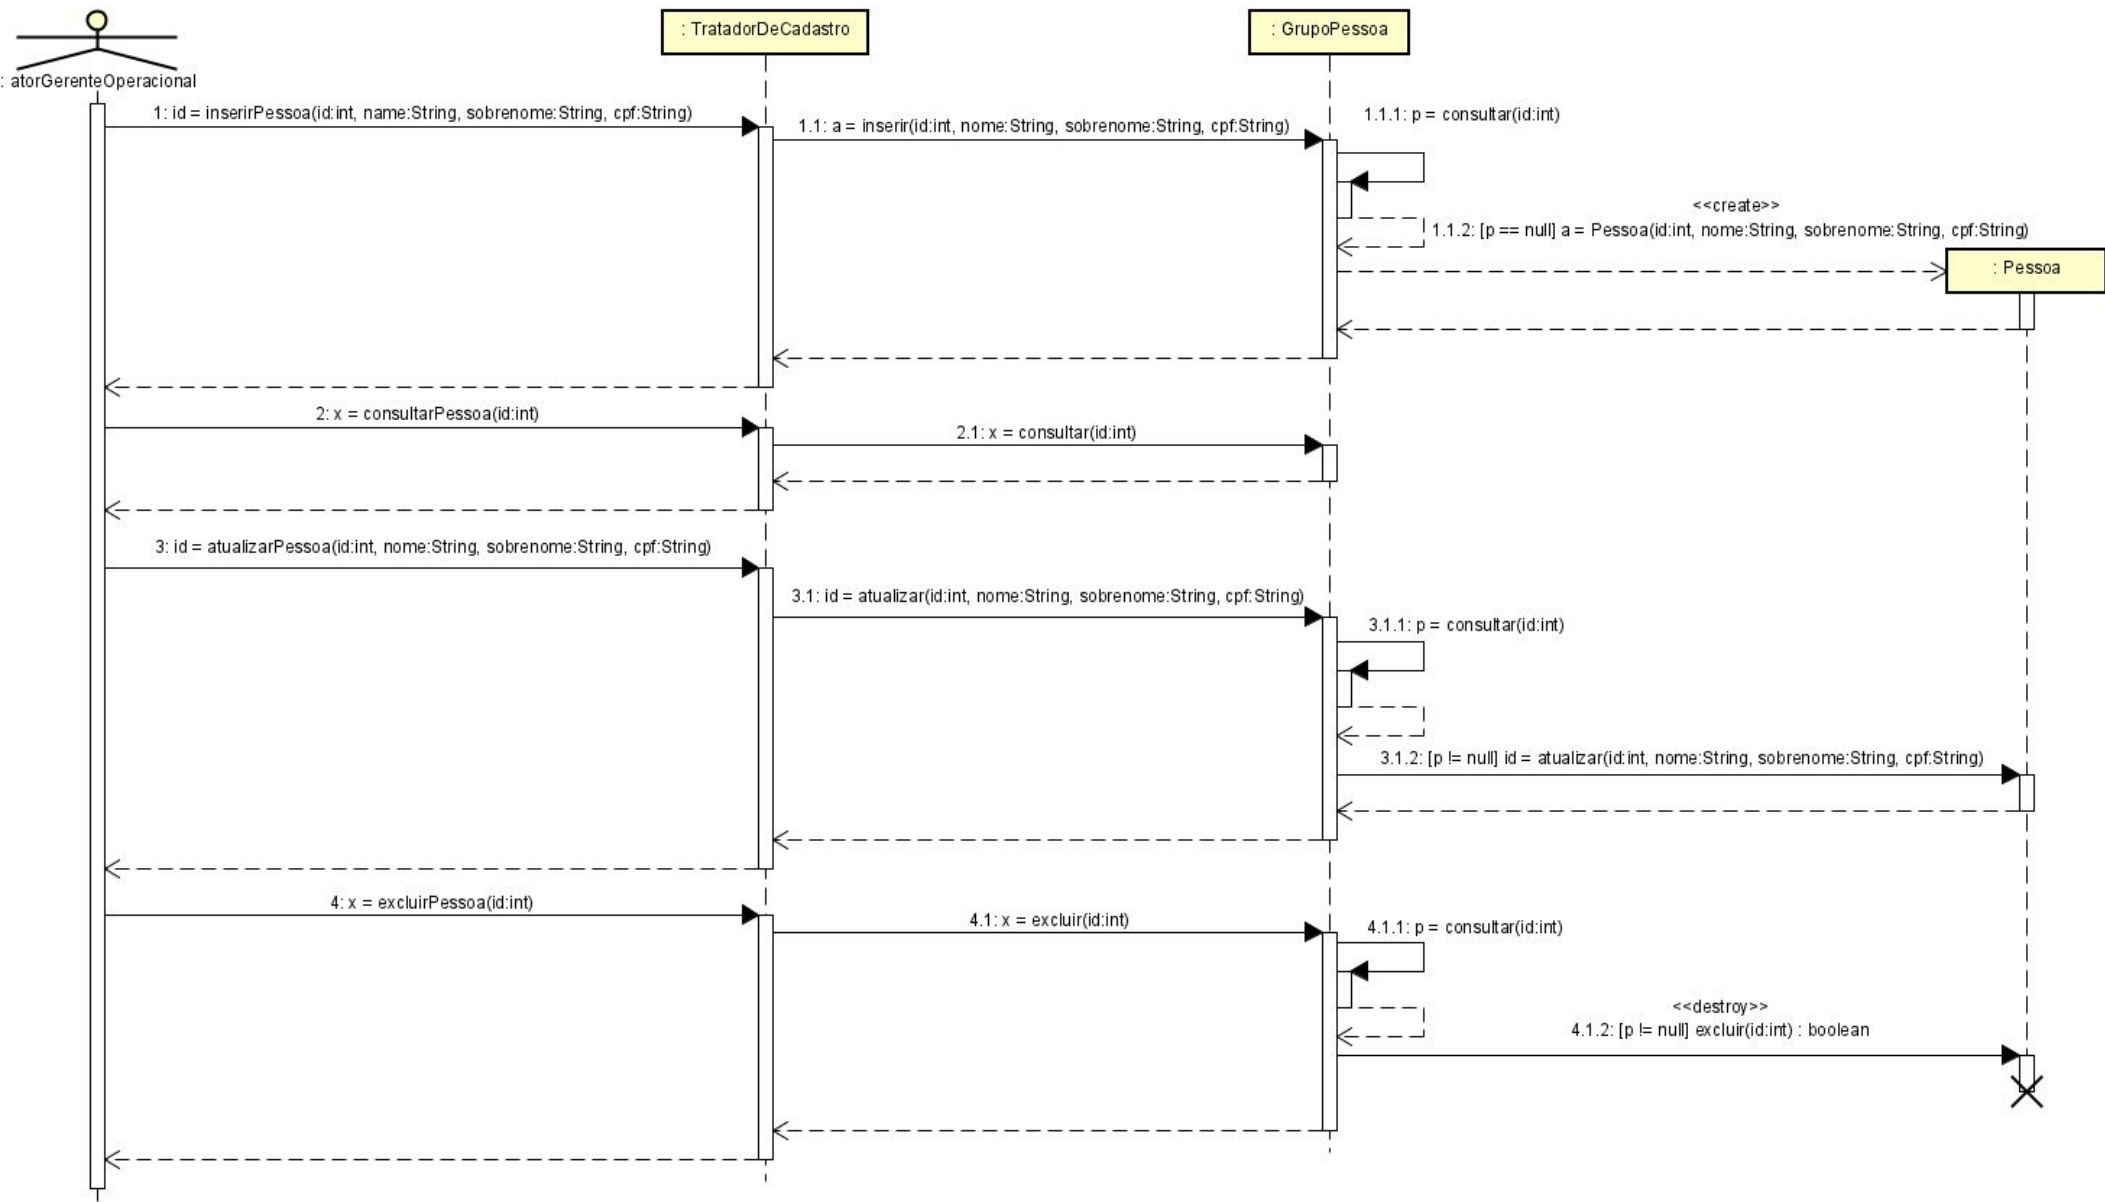 : atorGerenteOperacional
: TratadorDeCadastro
: GrupoPessoa
1: id = inserirPessoa(id:int, name:String, sobrenome:String, cpf:String)
1.1: a = inserir(id:int, nome:String, sobrenome:String, cpf:String)
1.1.1: p = consultar(id:int)
<<create>>
1.1.2: [p == null] a = Pessoa(id:int, nome:String, sobrenome:String, cpf:String)
: Pessoa
2: x = consultarPessoa(id:int)
2.1: x = consultar(id:int)
3: id = atualizarPessoa(id:int, nome:String, sobrenome:String, cpf:String)
3.1: id = atualizar(id:int, nome:String, sobrenome:String, cpf:String)
3.1.1: p = consultar(id:int)
3.1.2: [p != null] id = atualizar(id:int, nome:String, sobrenome:String, cpf:String)
4: x = excluirPessoa(id:int)
4.1: x = excluir(id:int)
4.1.1: p = consultar(id:int)
<<destroy>>
4.1.2: [p != null] excluir(id:int) : boolean